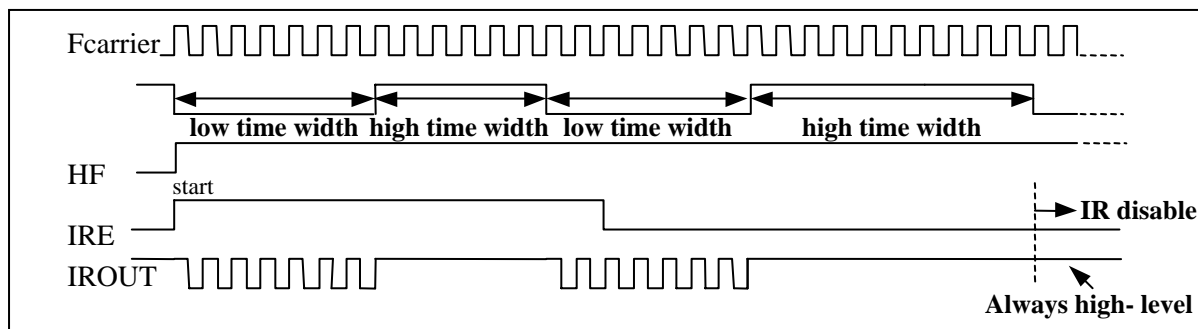 Fcarrier
low time width high time width low time width high time width
HF
start
IR disable
IRE
IROUT
Always high- level